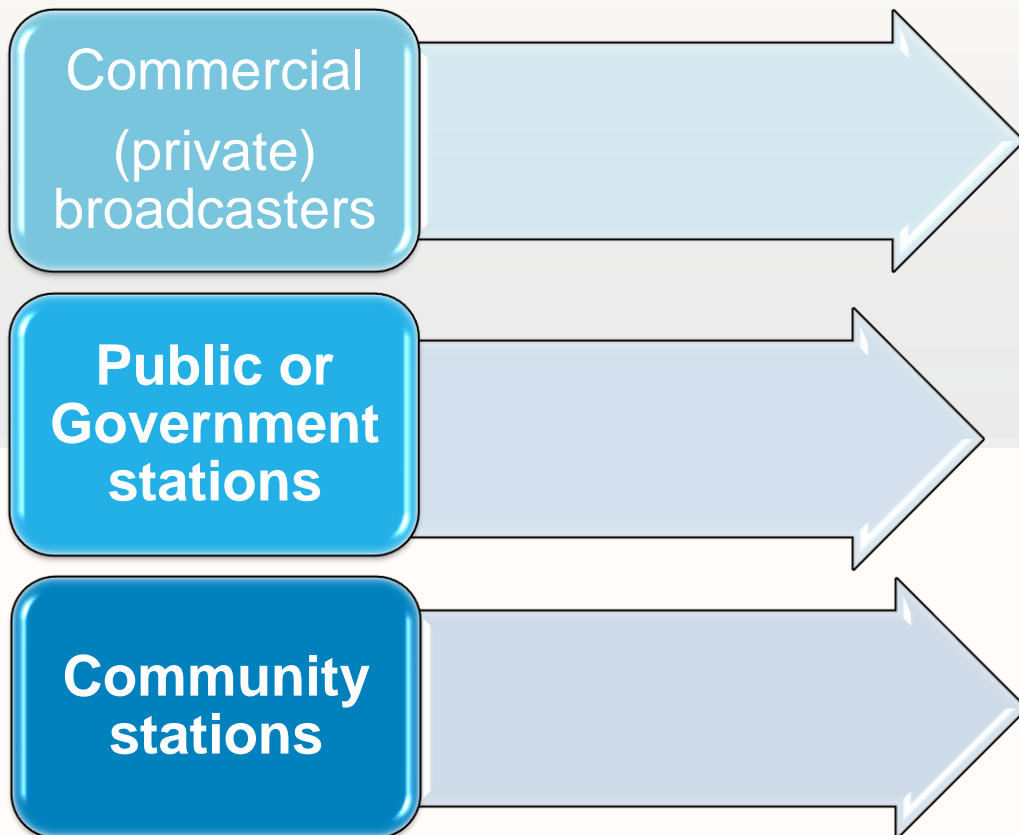 Commercial
(private)
broadcasters
Public or
Government
stations
Community
stations